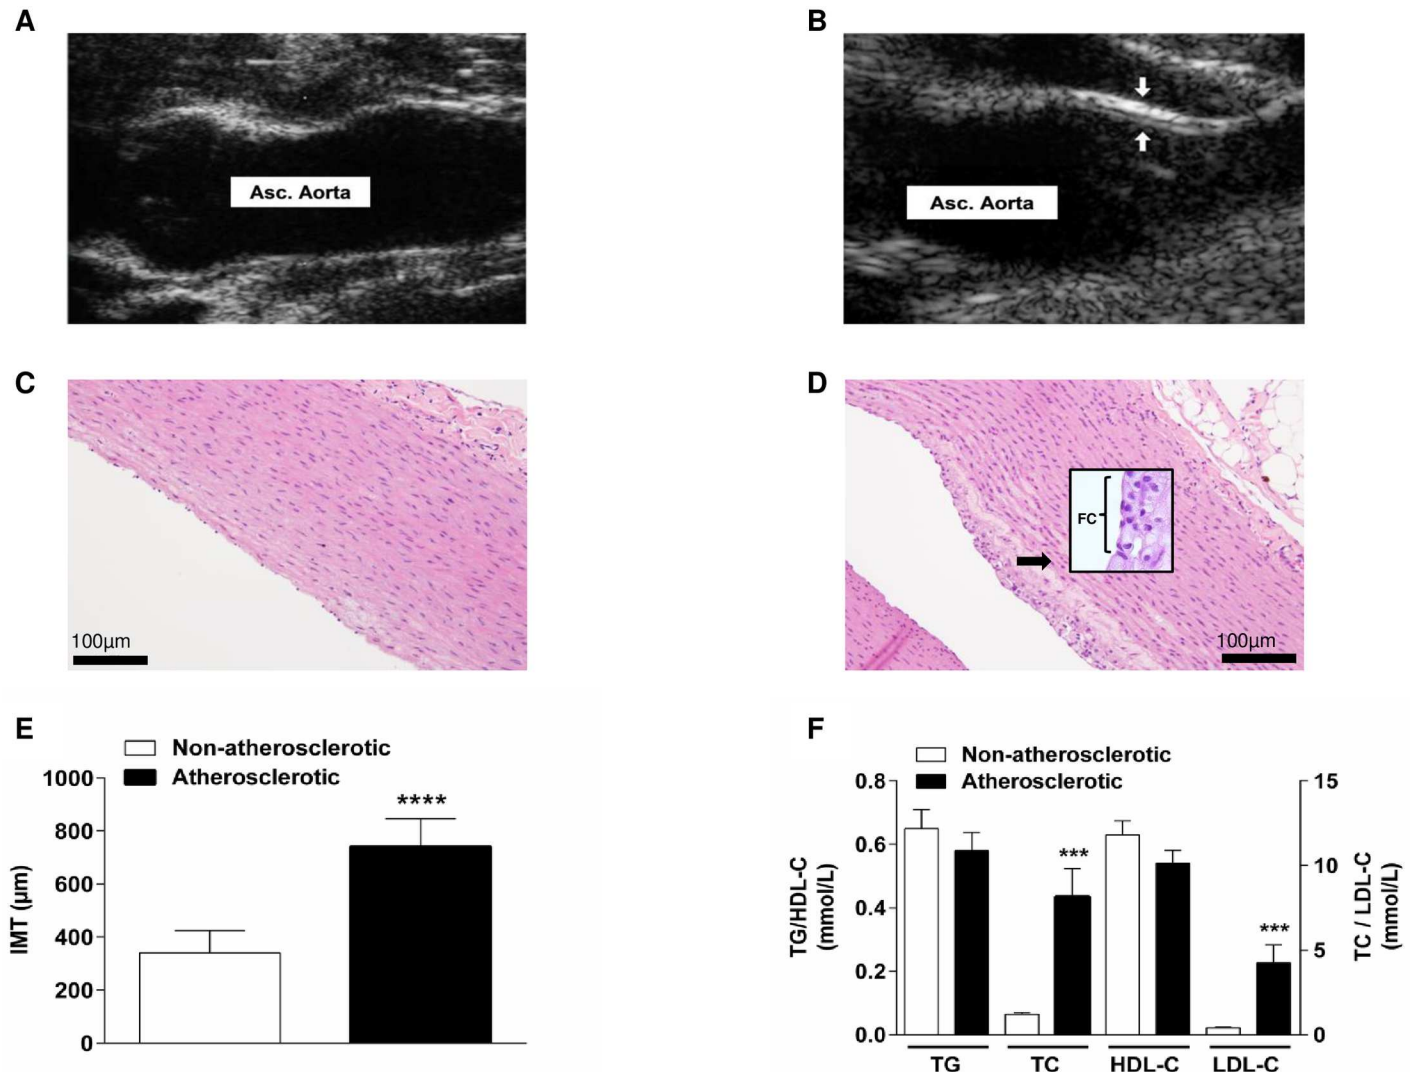 A
B
Asc. Aorta
Asc. Aorta
C
D
FC
100µm
100µm
E
Non-atherosclerotic
Atherosclerotic
1000
800
600
400
200
0
IMT (µm)
****
F
Non-atherosclerotic
Atherosclerotic
0.8
0.6
0.4
0.2
0.0
TG/HDL-C
(mmol/L)
***
***
15
10
5
0
TC / LDL-C
(mmol/L)
TG
TC
HDL-C
LDL-C